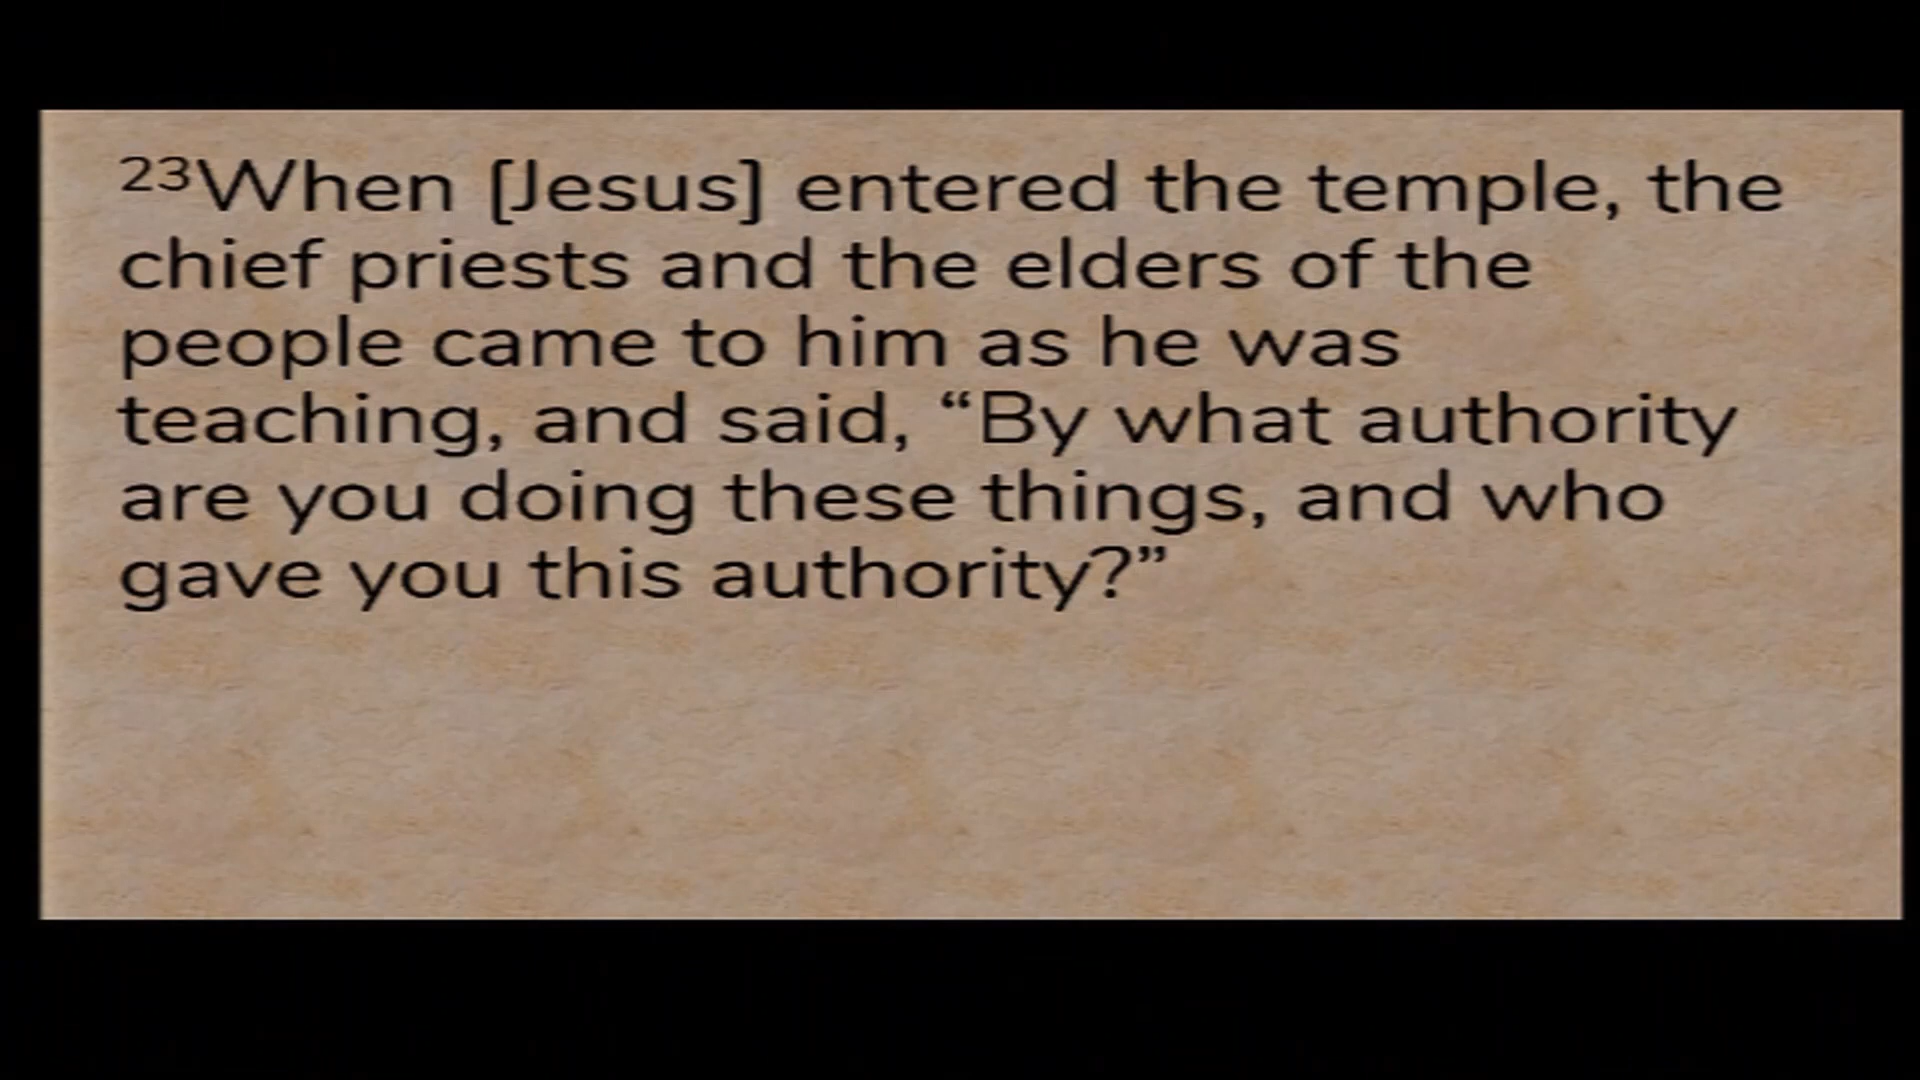 ²³When [Jesus] entered the temple, the
chief priests and the elders of the
people came to him as he was
teaching, and said, “By what authority
are you doing these things, and who
gave you this authority?”